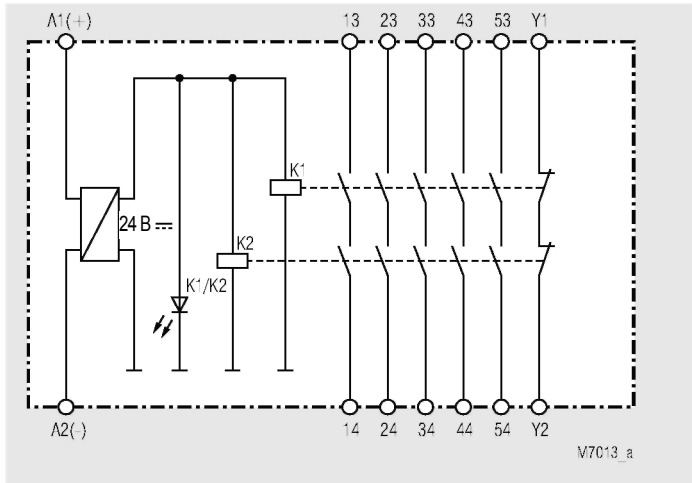 A1(+) 13 23 33 43 53 Y1
K1
24 В
K2
K1/K2
A2(-) 14 24 34 44 54 Y2
M7013_a